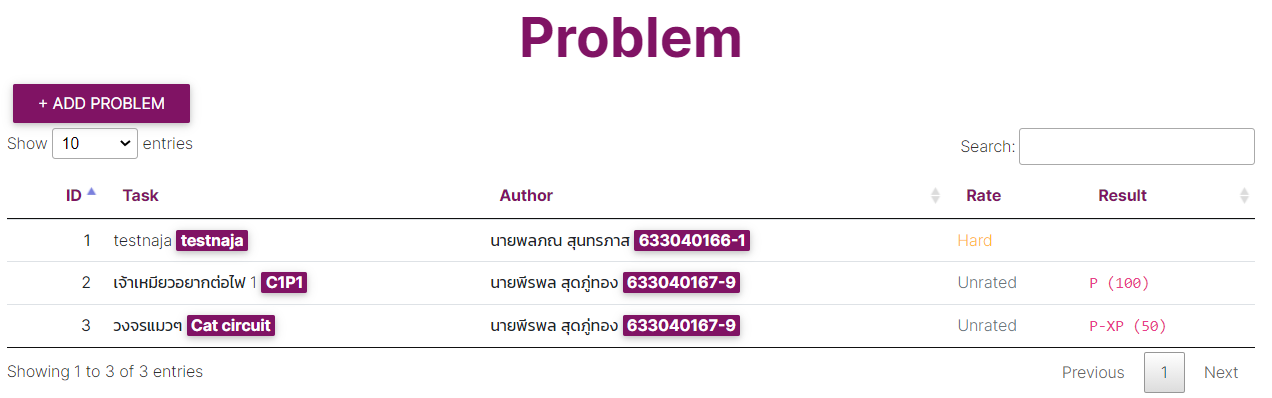 Problem
+ ADD PROBLEM
Show 10 entries
Search:
ID Task Author Rate Result
1 testnaja testnaja นายพลภณ สุนทรภาส 633040166-1 Hard
2 เจ้าเหมียวอยากต่อไฟ 1 C1P1 นายพีรพล สุดภู่ทอง 633040167-9 Unrated P (100)
3 วงจรแมวๆ Cat circuit นายพีรพล สุดภู่ทอง 633040167-9 Unrated P-XP (50)
Showing 1 to 3 of 3 entries
Previous 1 Next